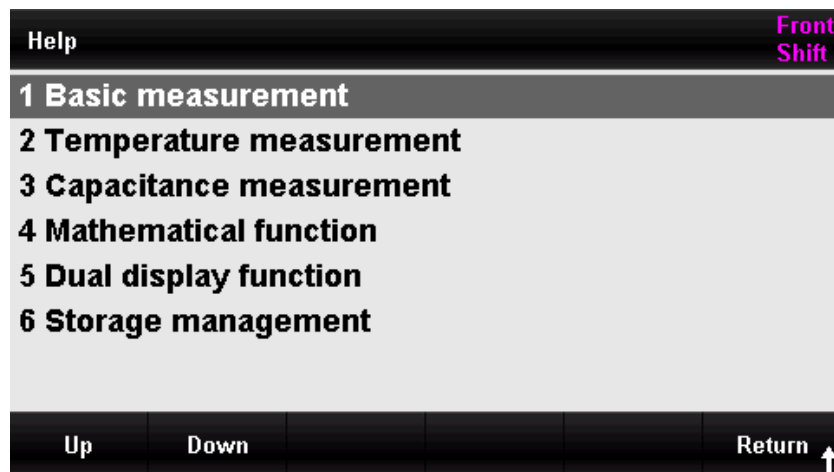 Help
Front
Shift
1 Basic measurement
2 Temperature measurement
3 Capacitance measurement
4 Mathematical function
5 Dual display function
6 Storage management
Up Down Return